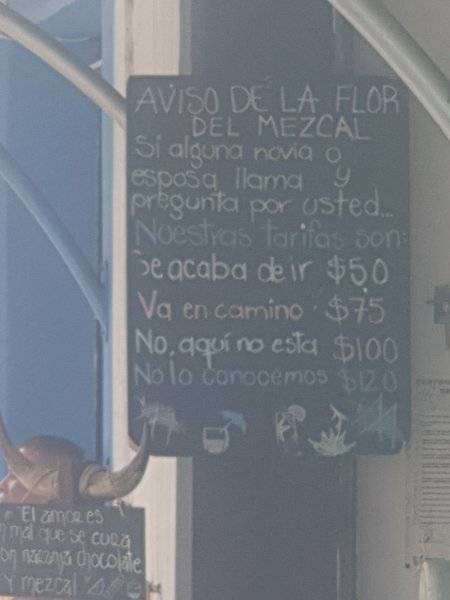 AVISO DE LA FLOR
DEL MEZCAL
Si alguna novia o
esposa llama y
pregunta por usted...
Nuestras tarifas son:
Se acaba de ir $50
Va en camino $75
No, aquí no esta $100
No lo conocemos $120
"El amor es
mal que se cura
naranja chocolate
y mezcal